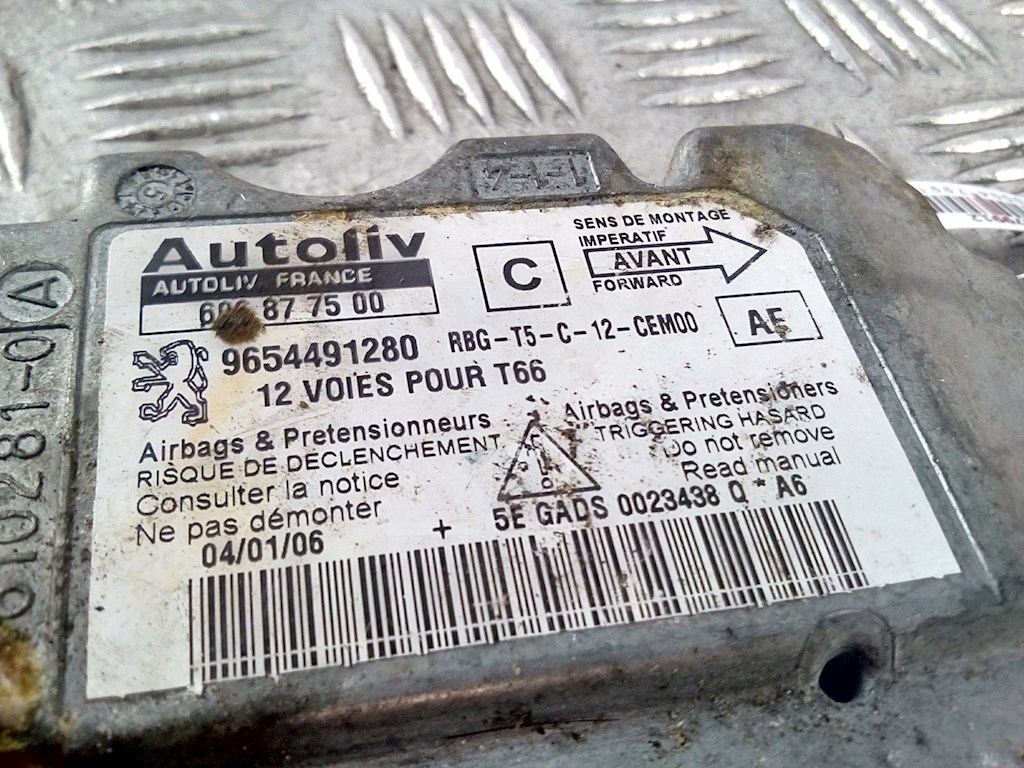 Autoliv
AUTOLIV FRANCE
87 75 00
C
SENS DE MONTAGE
IMPERATIF
AVANT
FORWARD
9654491280 RBG-T5-C-12-CEM00
12 VOIES POUR T66
Airbags & Pretensionneurs
RISQUE DE DECLENCHEMENT
Consulter la notice
Ne pas démonter
04/01/06
Airbags & Pretensioners
TRIGGERING HASARD
Do not remove
Read manual
+ 5E GADS 0023438 Q * A6
610281-0 A